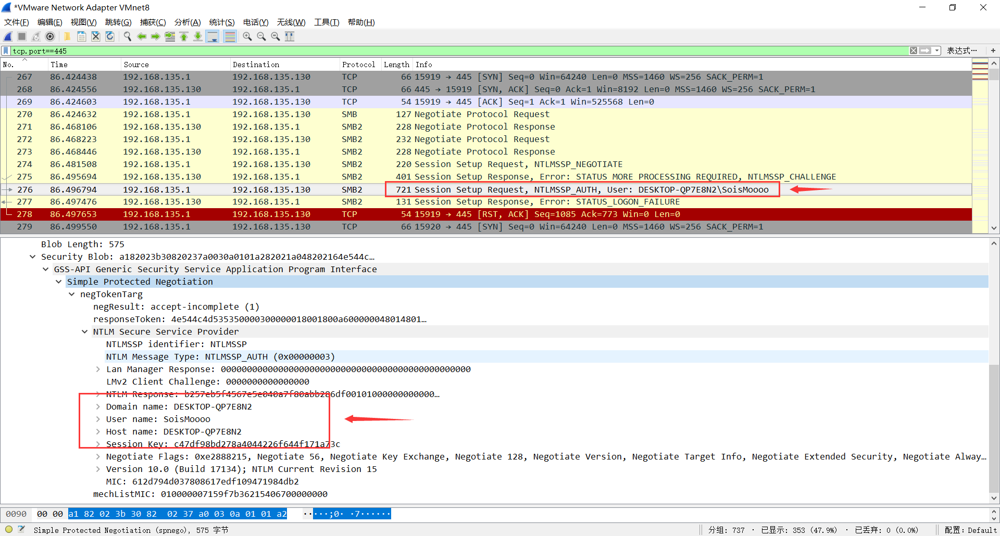 *VMware Network Adapter VMnet8
文件(F) 编辑(E) 视图(V) 跳转(G) 捕获(C) 分析(A) 统计(S) 电话(Y) 无线(W) 工具(T) 帮助(H)
tcp.port==445 表达式… +
No. Time Source Destination Protocol Length Info
267 86.424438 192.168.135.1 192.168.135.130 TCP 66 15919 → 445 [SYN] Seq=0 Win=64240 Len=0 MSS=1460 WS=256 SACK_PERM=1
268 86.424556 192.168.135.130 192.168.135.1 TCP 66 445 → 15919 [SYN, ACK] Seq=0 Ack=1 Win=8192 Len=0 MSS=1460 WS=256 SACK_PERM=1
269 86.424603 192.168.135.1 192.168.135.130 TCP 54 15919 → 445 [ACK] Seq=1 Ack=1 Win=525568 Len=0
270 86.424632 192.168.135.1 192.168.135.130 SMB 127 Negotiate Protocol Request
271 86.468106 192.168.135.130 192.168.135.1 SMB2 228 Negotiate Protocol Response
272 86.468223 192.168.135.1 192.168.135.130 SMB2 232 Negotiate Protocol Request
273 86.468446 192.168.135.130 192.168.135.1 SMB2 228 Negotiate Protocol Response
274 86.481508 192.168.135.1 192.168.135.130 SMB2 220 Session Setup Request, NTLMSSP_NEGOTIATE
275 86.495694 192.168.135.130 192.168.135.1 SMB2 401 Session Setup Response, Error: STATUS_MORE_PROCESSING_REQUIRED, NTLMSSP_CHALLENGE
276 86.496794 192.168.135.1 192.168.135.130 SMB2 721 Session Setup Request, NTLMSSP_AUTH, User: DESKTOP-QP7E8N2\SoisMoooo
277 86.497476 192.168.135.130 192.168.135.1 SMB2 131 Session Setup Response, Error: STATUS_LOGON_FAILURE
278 86.497653 192.168.135.1 192.168.135.130 TCP 54 15919 → 445 [RST, ACK] Seq=1085 Ack=773 Win=0 Len=0
279 86.499550 192.168.135.1 192.168.135.130 TCP 66 15920 → 445 [SYN] Seq=0 Win=64240 Len=0 MSS=1460 WS=256 SACK_PERM=1
Blob Length: 575
Security Blob: a182023b30820237a0030a0101a282021a048202164e544c…
GSS-API Generic Security Service Application Program Interface
Simple Protected Negotiation
negTokenTarg
negResult: accept-incomplete (1)
responseToken: 4e544c4d535350000300000018001800a600000048014801…
NTLM Secure Service Provider
NTLMSSP identifier: NTLMSSP
NTLM Message Type: NTLMSSP_AUTH (0x00000003)
Lan Manager Response: 000000000000000000000000000000000000000000000000
LMv2 Client Challenge: 0000000000000000
NTLM Response: b257eb5f4567e5e040a7f80abb286df00101000000000000…
Domain name: DESKTOP-QP7E8N2
User name: SoisMoooo
Host name: DESKTOP-QP7E8N2
Session Key: c47df98bd278a4044226f644f171a73c
Negotiate Flags: 0xe2888215, Negotiate 56, Negotiate Key Exchange, Negotiate 128, Negotiate Version, Negotiate Target Info, Negotiate Extended Security, Negotiate Alway…
Version 10.0 (Build 17134); NTLM Current Revision 15
MIC: 612d794d037808617edf109471984db2
mechListMIC: 010000007159f7b36215406700000000
0090 00 00 a1 82 02 3b 30 82 02 37 a0 03 0a 01 01 a2 ·····;0· ·7······
Simple Protected Negotiation (spnego), 575 字节 分组: 737 · 已显示: 353 (47.9%) · 已丢弃: 0 (0.0%) 配置: Default